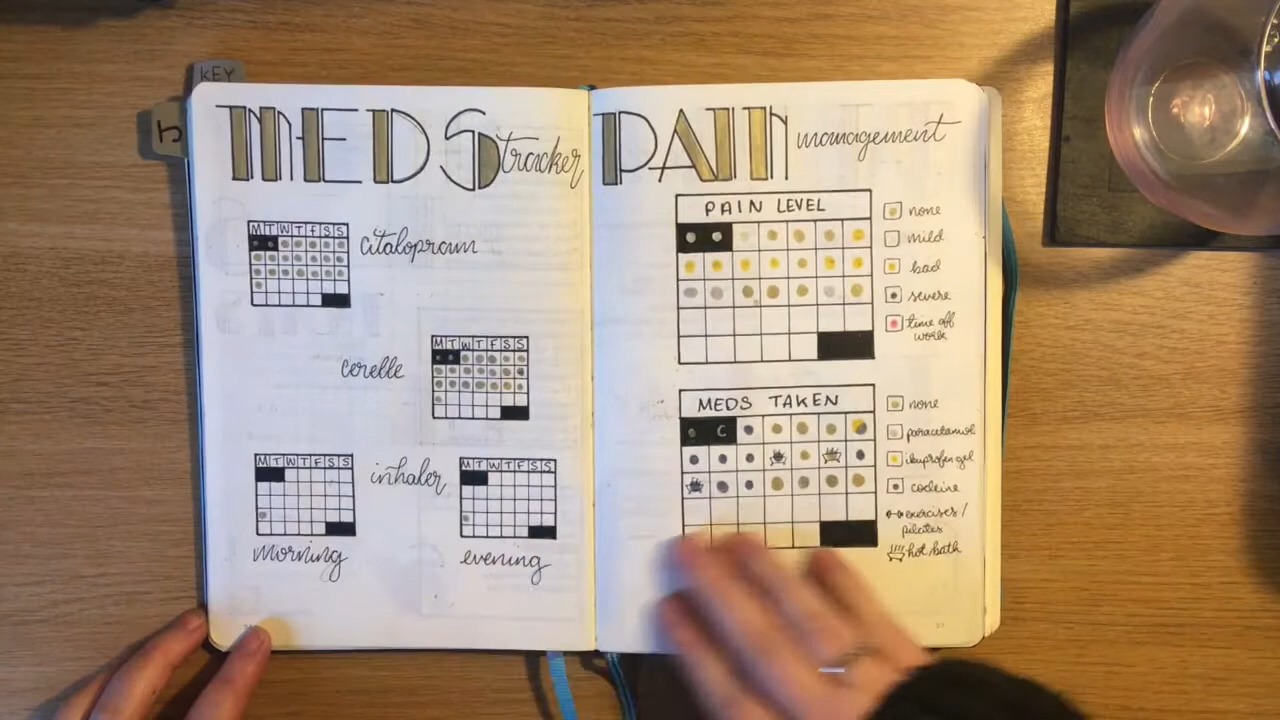 KEY
MEDS tracker
M T W T F S S
citalopram
M T W T F S S
cerelle
M T W T F S S
inhaler
M T W T F S S
morning
evening
PAIN management
PAIN LEVEL
none
mild
bad
severe
time off
work
MEDS TAKEN
C
none
paracetamol
ibuprofen gel
codeine
exercises/
pilates
hot bath